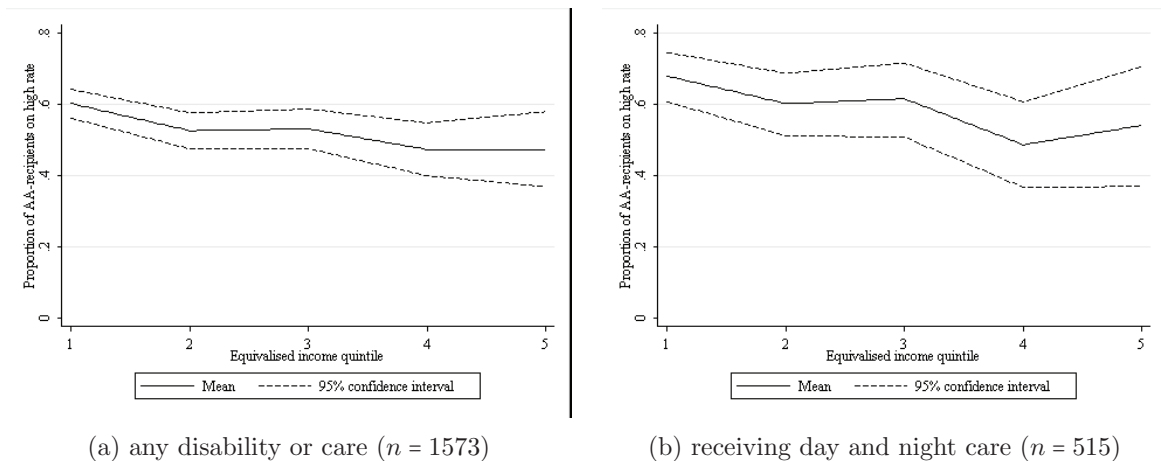 Proportion of AA-recipients on high rate
.8
.6
.4
.2
0
1 2 3 4 5
Equivalised income quintile
Mean 95% confidence interval
(a) any disability or care (n = 1573)
Proportion of AA-recipients on high rate
.8
.6
.4
.2
0
1 2 3 4 5
Equivalised income quintile
Mean 95% confidence interval
(b) receiving day and night care (n = 515)